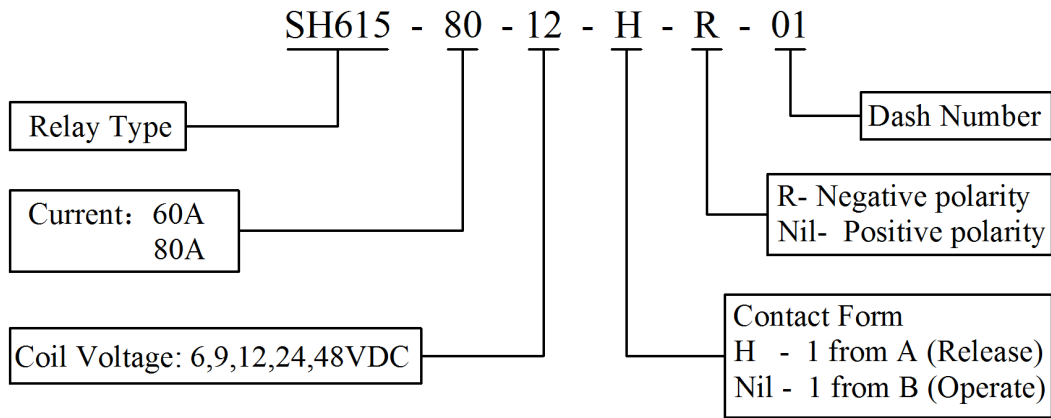 SH615 - 80 - 12 - H - R - 01
Relay Type
Dash Number
Current： 60A
80A
R- Negative polarity
Nil- Positive polarity
Coil Voltage: 6,9,12,24,48VDC
Contact Form
H - 1 from A (Release)
Nil - 1 from B (Operate)